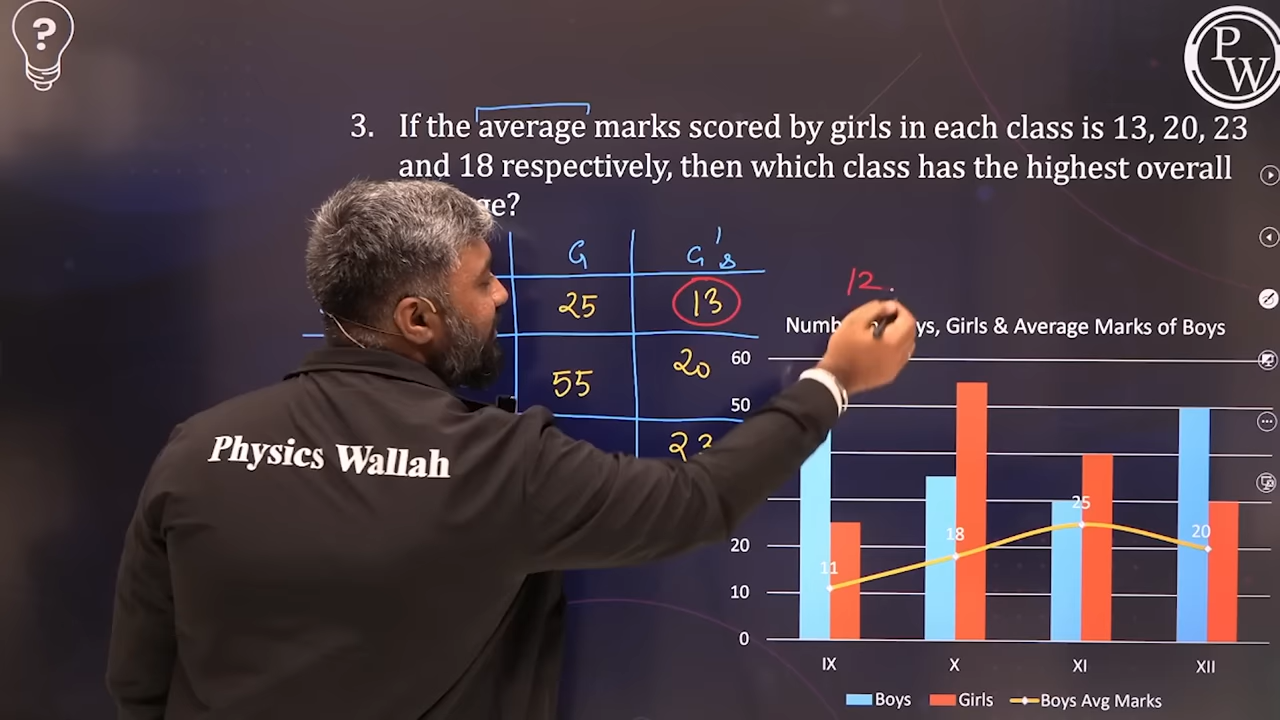 ?
PW
3. If the average marks scored by girls in each class is 13, 20, 23
and 18 respectively, then which class has the highest overall
ge?
G G's
25 13
55 20
23
12.
Physics Wallah
Numb ys, Girls & Average Marks of Boys
60
50
20
10
0
11
18
25
20
IX X XI XII
Boys Girls Boys Avg Marks